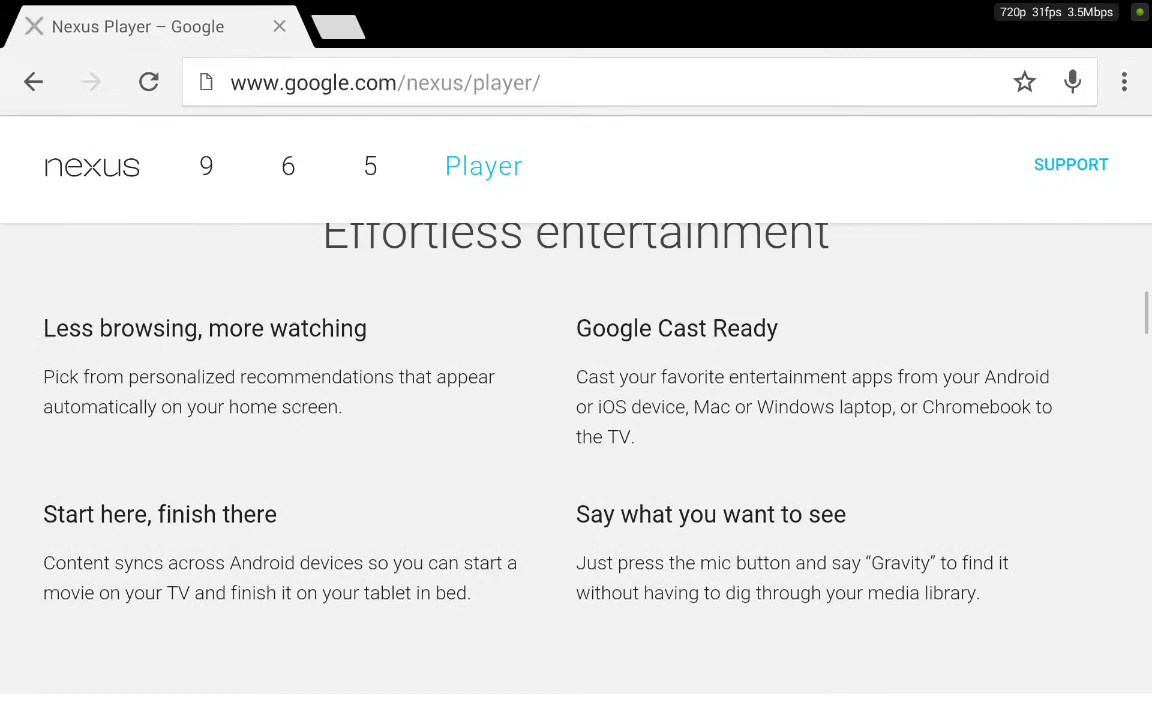 720p 31fps 3.5Mbps
Nexus Player – Google
www.google.com/nexus/player/
nexus 9 6 5 Player SUPPORT
Effortless entertainment
Less browsing, more watching
Pick from personalized recommendations that appear
automatically on your home screen.
Google Cast Ready
Cast your favorite entertainment apps from your Android
or iOS device, Mac or Windows laptop, or Chromebook to
the TV.
Start here, finish there
Content syncs across Android devices so you can start a
movie on your TV and finish it on your tablet in bed.
Say what you want to see
Just press the mic button and say “Gravity” to find it
without having to dig through your media library.